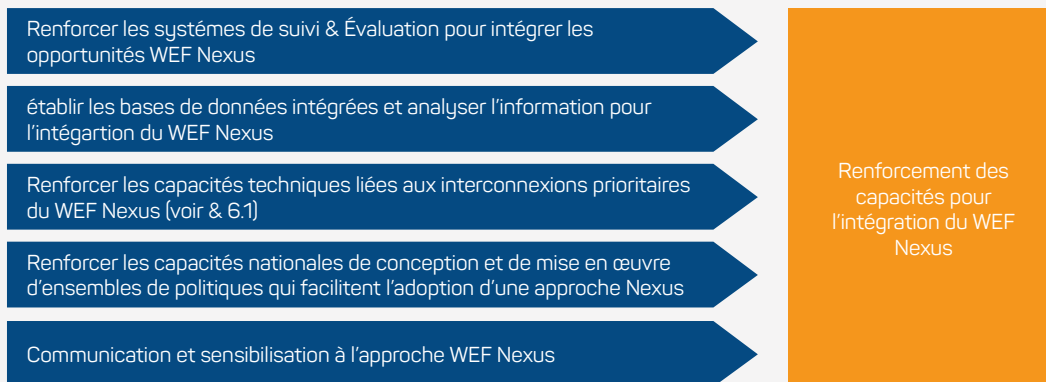 Renforcer les systémes de suivi & Évaluation pour intégrer les
opportunités WEF Nexus
établir les bases de données intégrées et analyser l'information pour
l'intégartion du WEF Nexus
Renforcer les capacités techniques liées aux interconnexions prioritaires
du WEF Nexus (voir & 6.1)
Renforcer les capacités nationales de conception et de mise en œuvre
d'ensembles de politiques qui facilitent l'adoption d'une approche Nexus
Communication et sensibilisation à l'approche WEF Nexus
Renforcement des
capacités pour
l'intégration du WEF
Nexus